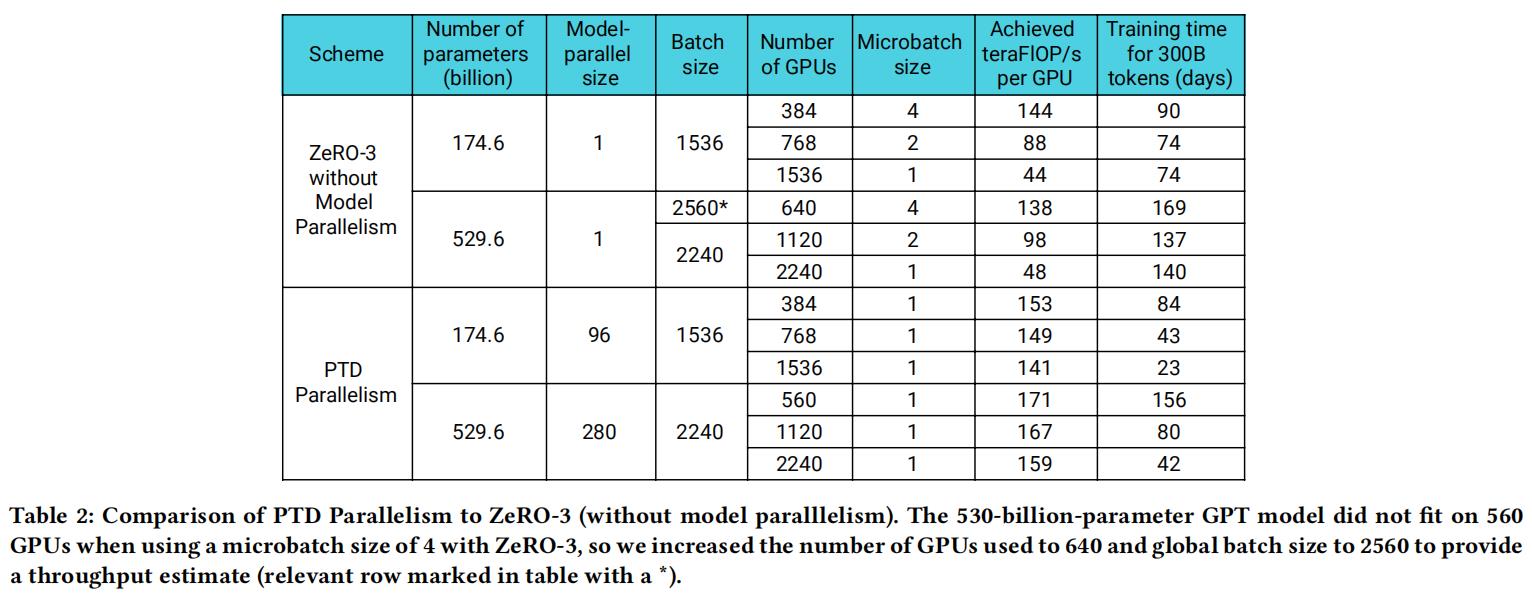 Scheme
Number of
parameters
(billion)
Model-
parallel
size
Batch
size
Number
of GPUs
Microbatch
size
Achieved
teraFlOP/s
per GPU
Training time
for 300B
tokens (days)
ZeRO-3
without
Model
Parallelism
174.6 1 1536 384 4 144 90
768 2 88 74
1536 1 44 74
529.6 1 2560* 640 4 138 169
2240 1120 2 98 137
2240 1 48 140
PTD
Parallelism
174.6 96 1536 384 1 153 84
768 1 149 43
1536 1 141 23
529.6 280 2240 560 1 171 156
1120 1 167 80
2240 1 159 42
Table 2: Comparison of PTD Parallelism to ZeRO-3 (without model paralllelism). The 530-billion-parameter GPT model did not fit on 560
GPUs when using a microbatch size of 4 with ZeRO-3, so we increased the number of GPUs used to 640 and global batch size to 2560 to provide
a throughput estimate (relevant row marked in table with a *).